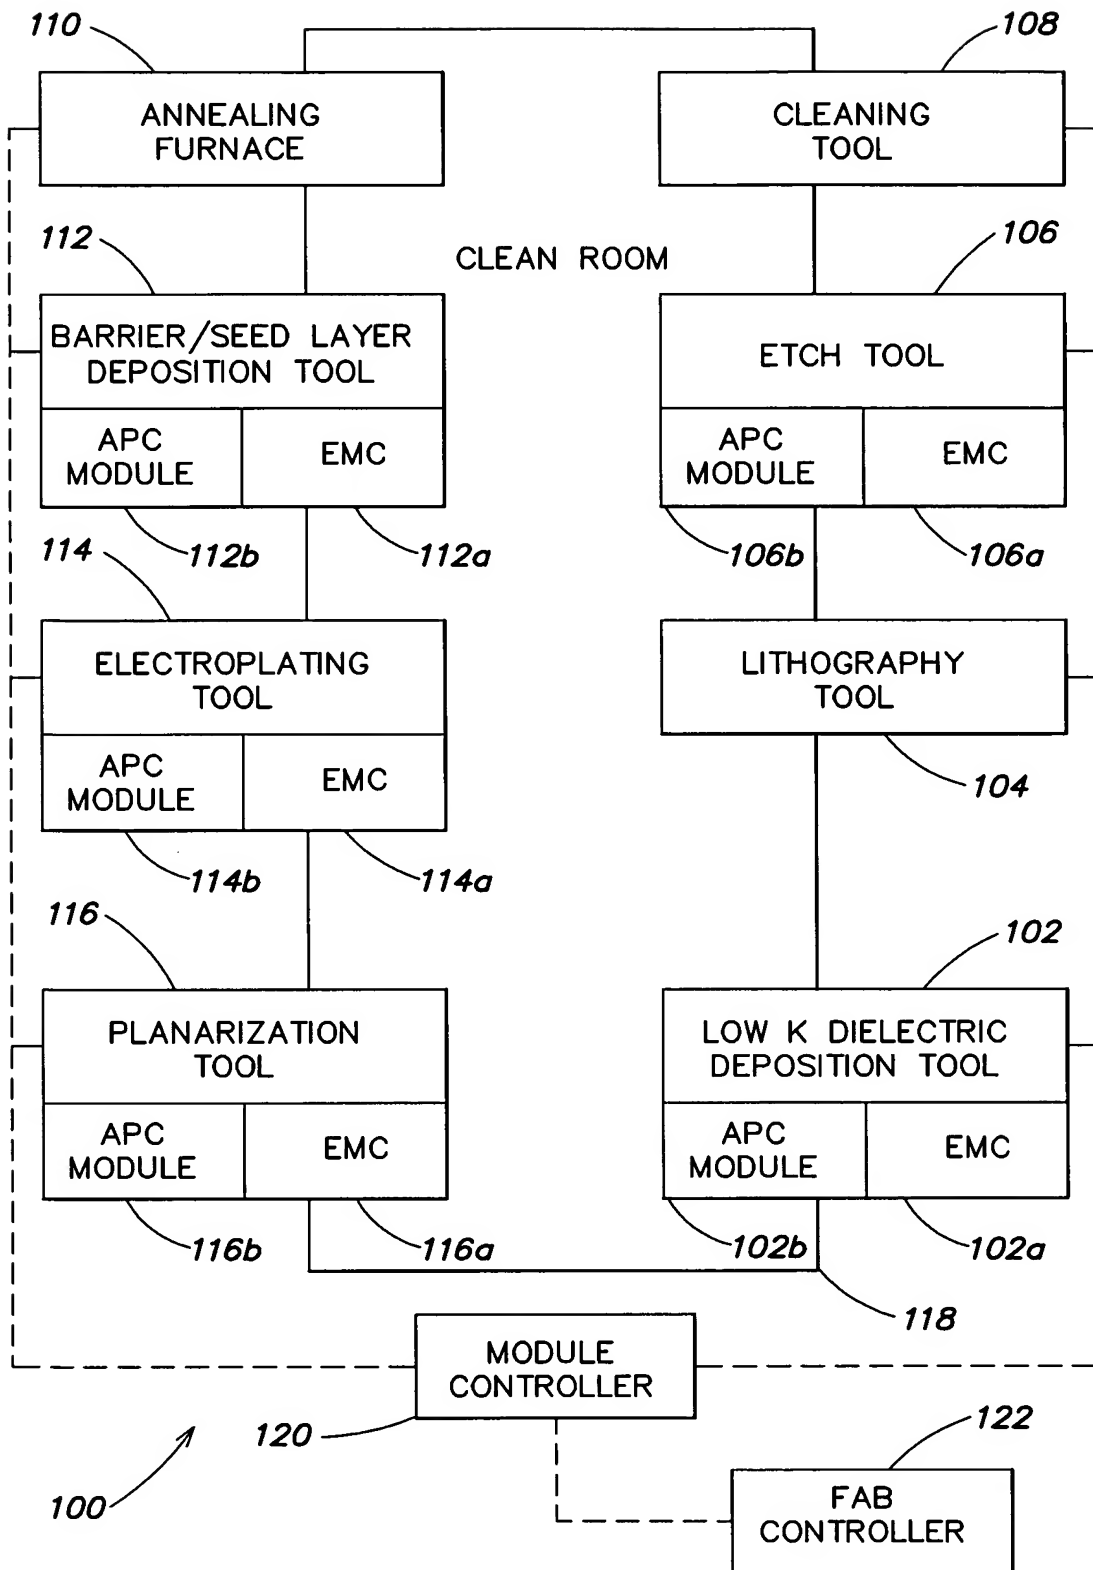 110
108
ANNEALING
FURNACE
CLEANING
TOOL
112
CLEAN ROOM
106
BARRIER/SEED LAYER
DEPOSITION TOOL
APC
MODULE
EMC
ETCH TOOL
APC
MODULE
EMC
114
112b
112a
106b
106a
ELECTROPLATING
TOOL
APC
MODULE
EMC
LITHOGRAPHY
TOOL
104
114b
114a
116
102
PLANARIZATION
TOOL
APC
MODULE
EMC
LOW K DIELECTRIC
DEPOSITION TOOL
APC
MODULE
EMC
116b
116a
102b
102a
118
MODULE
CONTROLLER
120
122
100
FAB
CONTROLLER